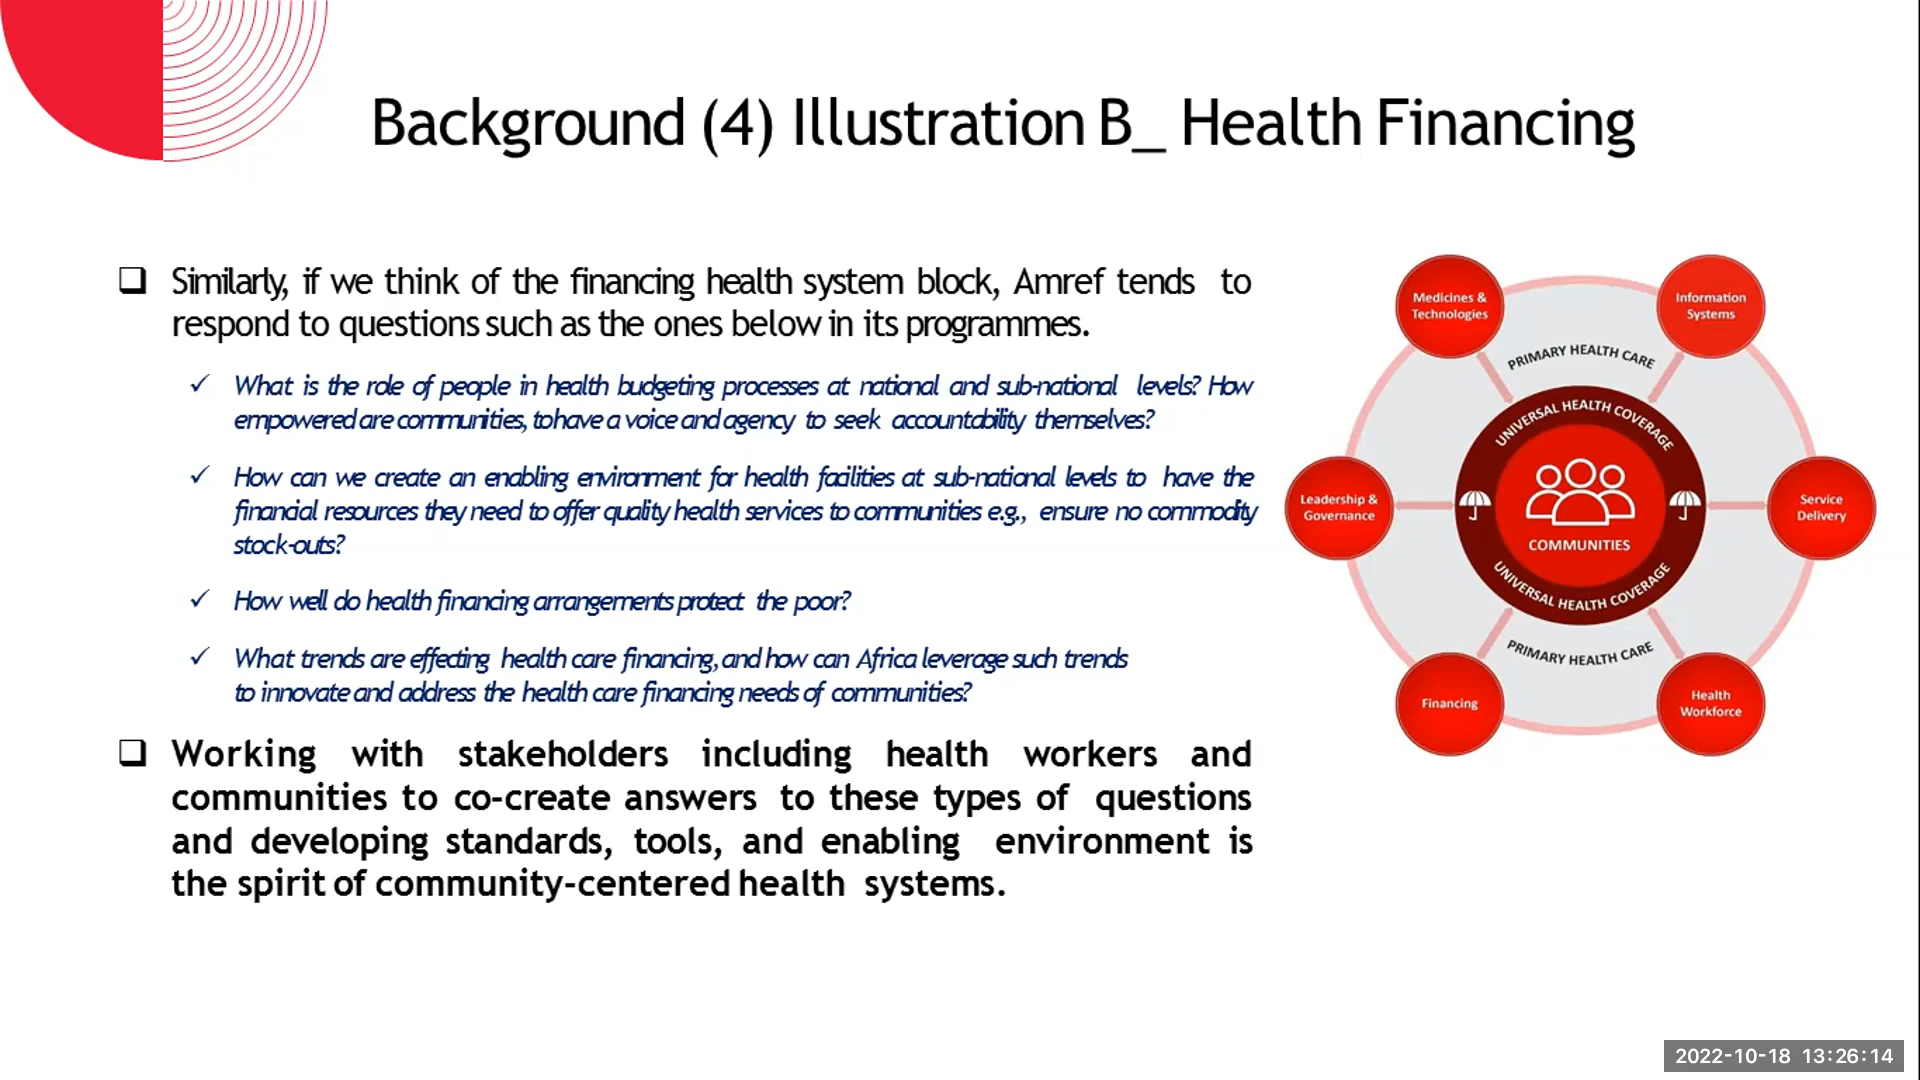 Background (4) Illustration B_ Health Financing
Similarly, if we think of the financing health system block, Amref tends to
respond to questions such as the ones below in its programmes.
What is the role of people in health budgeting processes at national and sub-national levels? How
empowered are communities, to have a voice and agency to seek accountability themselves?
How can we create an enabling environment for health facilities at sub-national levels to have the
financial resources they need to offer quality health services to communities e.g., ensure no commodity
stock-outs?
How well do health financing arrangements protect the poor?
What trends are effecting health care financing, and how can Africa leverage such trends
to innovate and address the health care financing needs of communities?
Working with stakeholders including health workers and
communities to co-create answers to these types of questions
and developing standards, tools, and enabling environment is
the spirit of community-centered health systems.
Medicines &
Technologies
Information
Systems
PRIMARY HEALTH CARE
UNIVERSAL HEALTH COVERAGE
Leadership &
Governance
COMMUNITIES
Service
Delivery
UNIVERSAL HEALTH COVERAGE
PRIMARY HEALTH CARE
Financing
Health
Workforce
2022-10-18 13:26:14